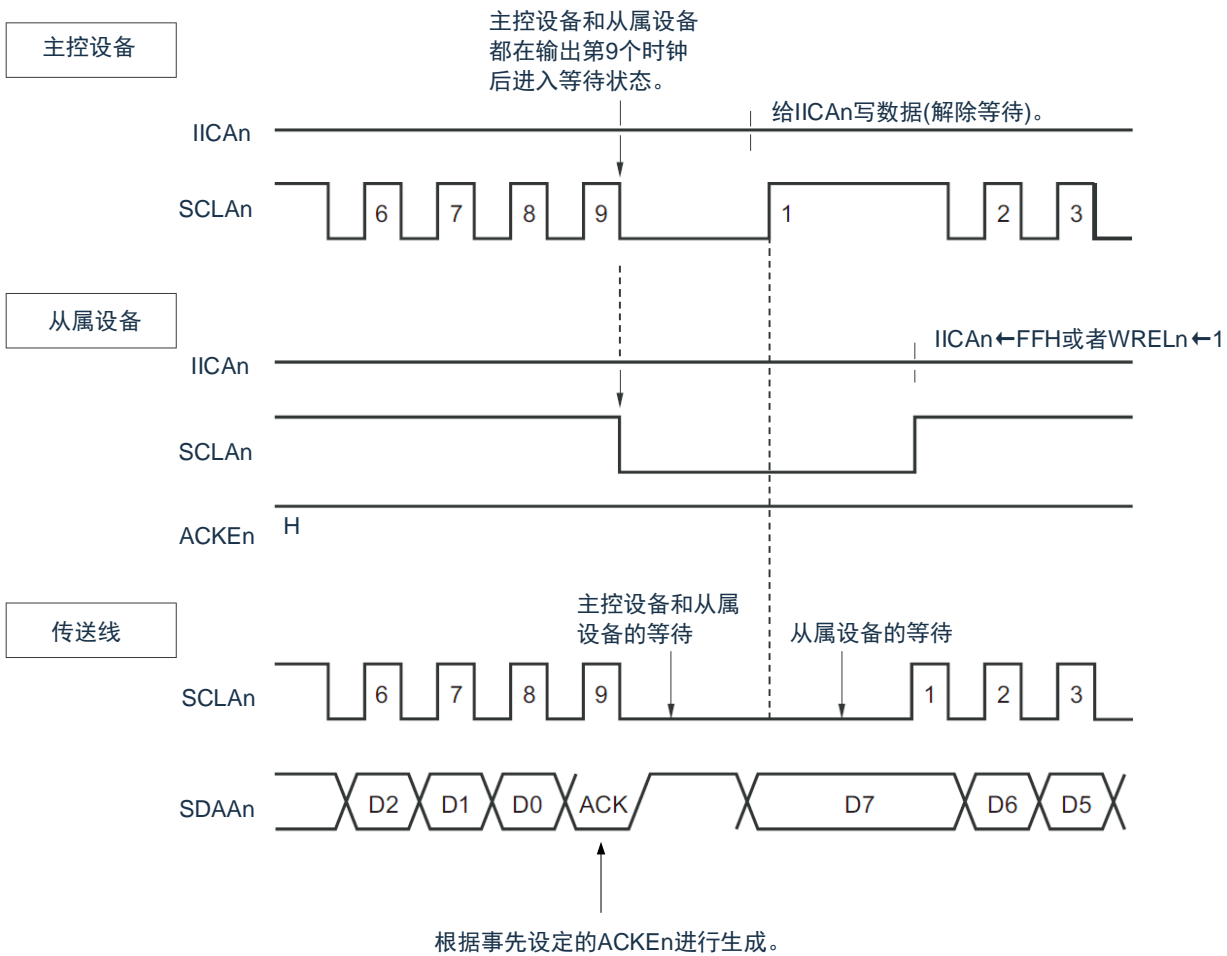 主控设备
主控设备和从属设备
都在输出第9个时钟
后进入等待状态。
给IICAn写数据(解除等待)。
IICAn
SCLAn
6 7 8 9 1 2 3
从属设备
IICAn←FFH或者WRELn←1
IICAn
SCLAn
ACKEn H
传送线
主控设备和从属
设备的等待
从属设备的等待
SCLAn
6 7 8 9 1 2 3
SDAAn
D2 D1 D0 ACK D7 D6 D5
根据事先设定的ACKEn进行生成。